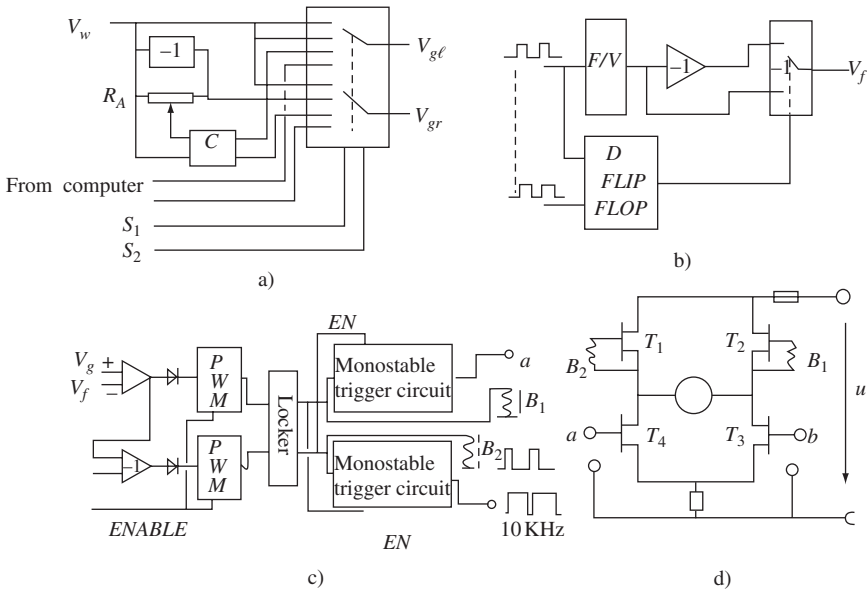 V_w
−1
R_A
C
V_gℓ
V_gr
From computer
S_1
S_2
a)
F/V
−1
−1
V_f
D
FLIP
FLOP
b)
V_g +
V_f −
P
W
M
−1
P
W
M
ENABLE
Locker
EN
Monostable
trigger circuit
a
B_1
B_2
Monostable
trigger circuit
10 KHz
EN
c)
T_1
T_2
B_2
B_1
u
a
T_4
T_3
b
d)